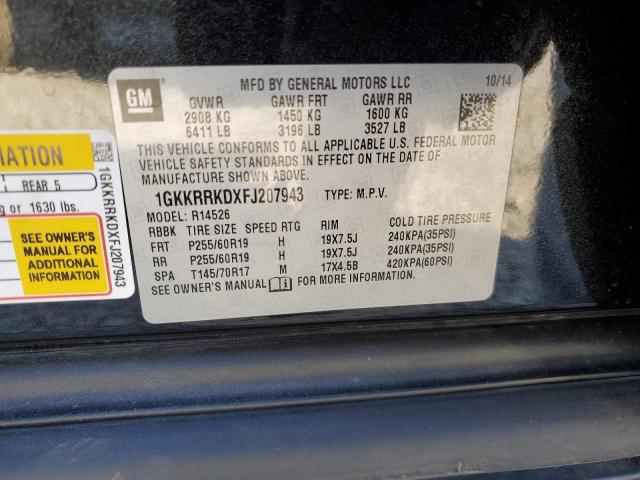 GM
MFD BY GENERAL MOTORS LLC 10/14
GVWR GAWR FRT GAWR RR
2908 KG 1450 KG 1600 KG
6411 LB 3196 LB 3527 LB
THIS VEHICLE CONFORMS TO ALL APPLICABLE U.S. FEDERAL MOTOR
VEHICLE SAFETY STANDARDS IN EFFECT ON THE DATE OF
MANUFACTURE SHOWN ABOVE.
1GKKRRKDXFJ207943 TYPE: M.P.V.
MODEL: R14526
RBBK TIRE SIZE SPEED RTG RIM COLD TIRE PRESSURE
FRT P255/60R19 H 19X7.5J 240KPA(35PSI)
RR P255/60R19 H 19X7.5J 240KPA(35PSI)
SPA T145/70R17 M 17X4.5B 420KPA(60PSI)
SEE OWNER'S MANUAL FOR MORE INFORMATION.
REAR 5
or 1630 lbs.
SEE OWNER'S
MANUAL FOR
ADDITIONAL
INFORMATION
1GKKRRKDXFJ207943